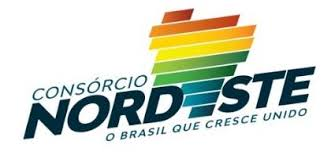 CONSÓRCIO
NORDESTE
O BRASIL QUE CRESCE UNIDO